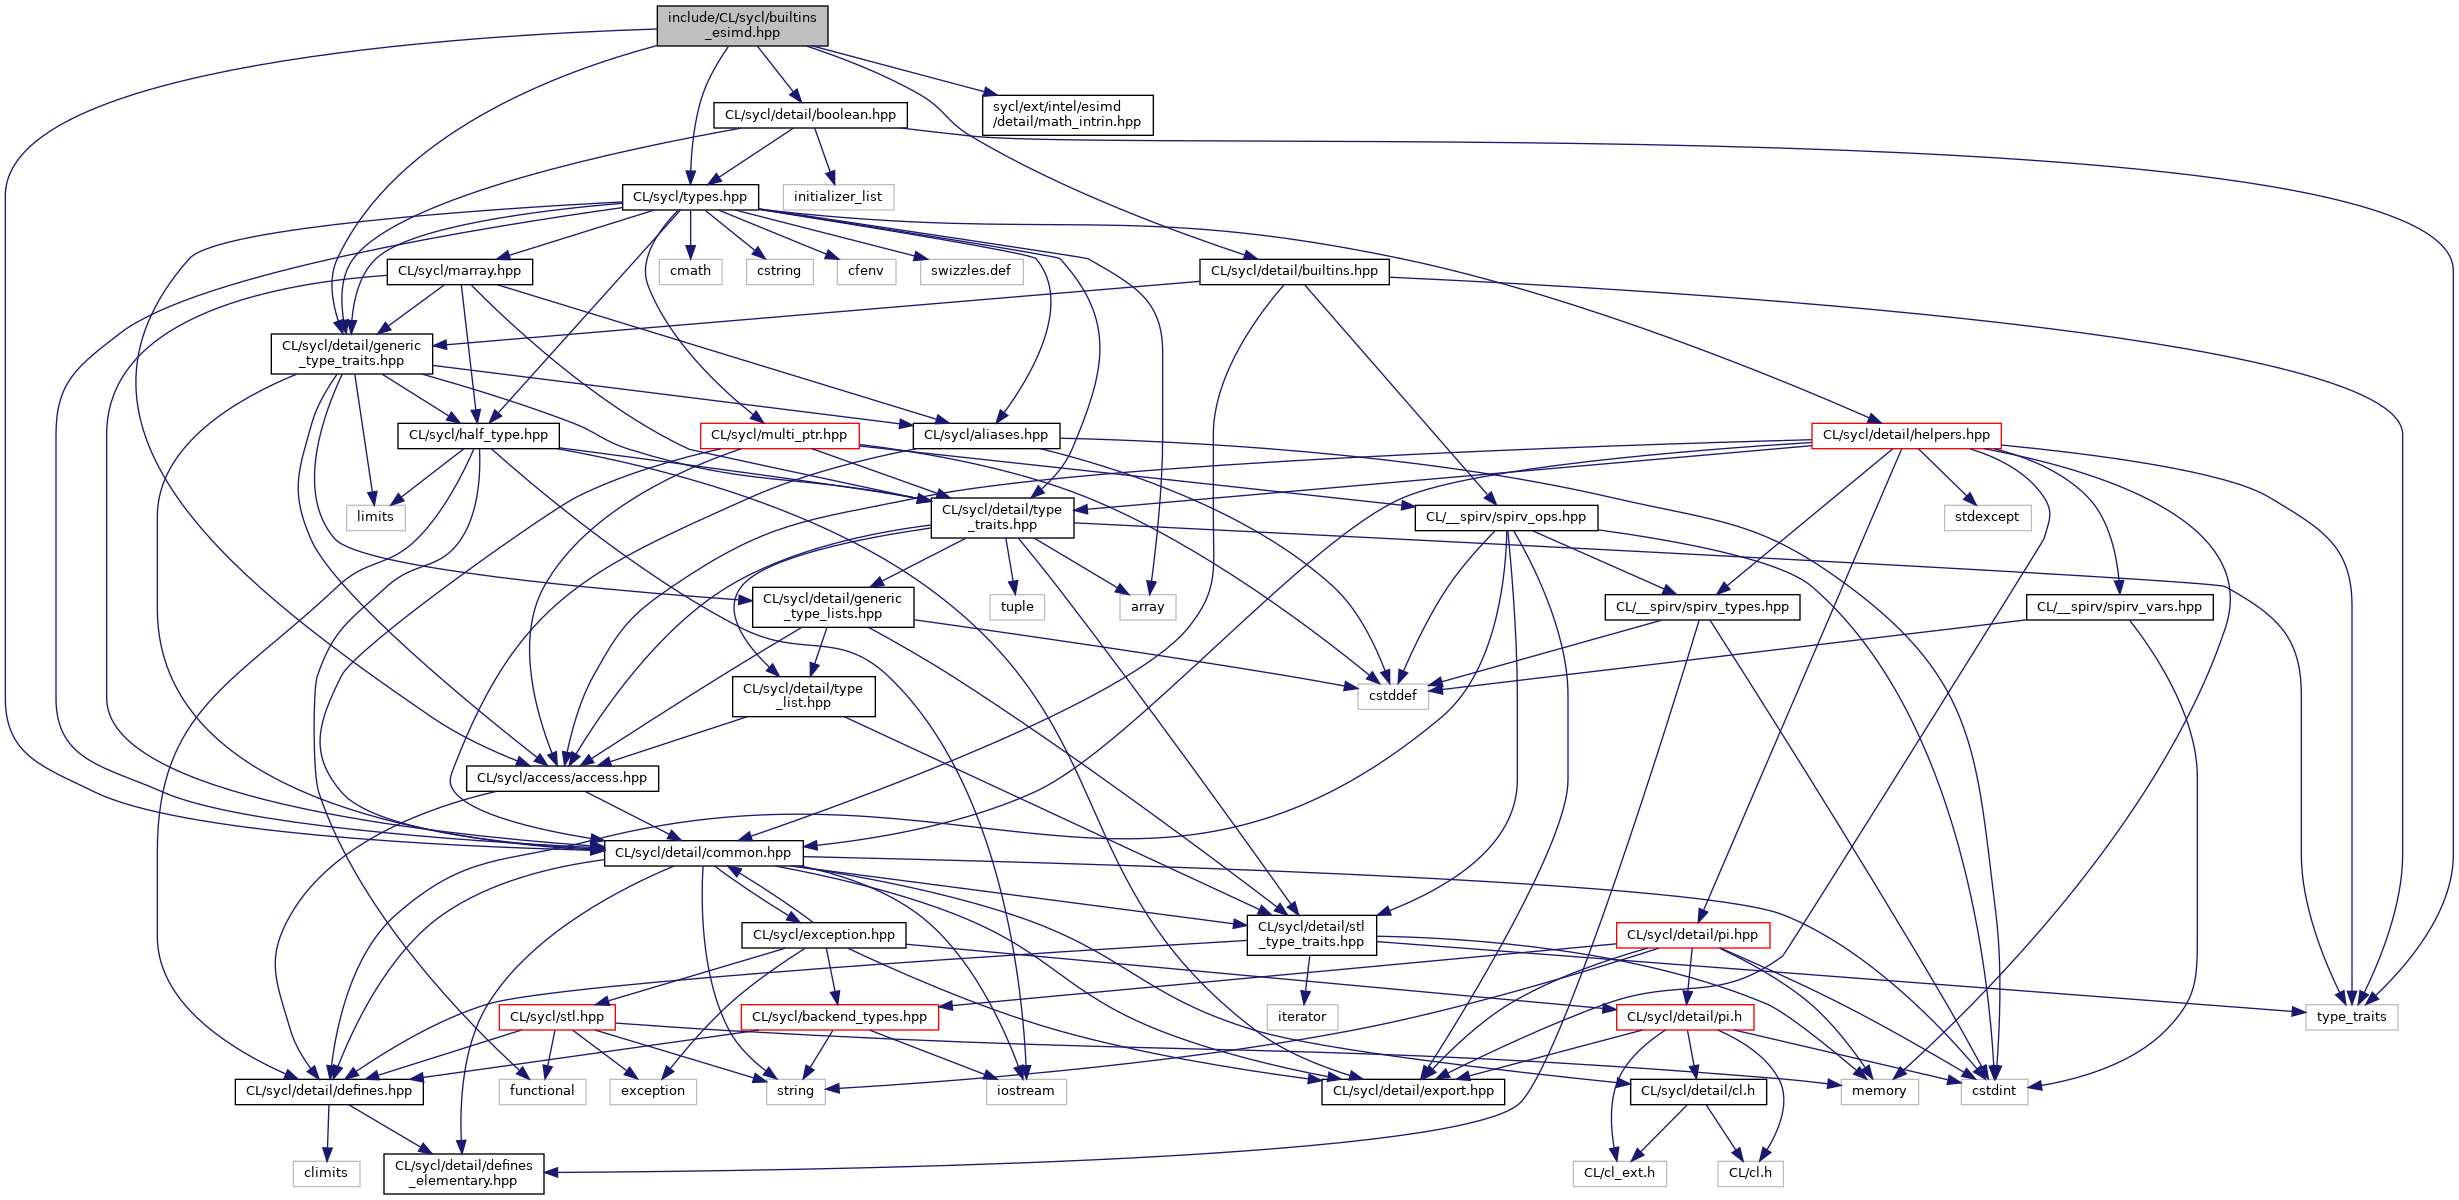 include/CL/sycl/builtins
_esimd.hpp
CL/sycl/detail/boolean.hpp
sycl/ext/intel/esimd
/detail/math_intrin.hpp
CL/sycl/types.hpp
initializer_list
CL/sycl/marray.hpp
cmath
cstring
cfenv
swizzles.def
CL/sycl/detail/builtins.hpp
CL/sycl/detail/generic
_type_traits.hpp
CL/sycl/half_type.hpp
CL/sycl/multi_ptr.hpp
CL/sycl/aliases.hpp
CL/sycl/detail/helpers.hpp
limits
CL/sycl/detail/type
_traits.hpp
CL/__spirv/spirv_ops.hpp
stdexcept
CL/sycl/detail/generic
_type_lists.hpp
tuple
array
CL/__spirv/spirv_types.hpp
CL/__spirv/spirv_vars.hpp
CL/sycl/detail/type
_list.hpp
cstddef
CL/sycl/access/access.hpp
CL/sycl/detail/common.hpp
CL/sycl/exception.hpp
CL/sycl/detail/stl
_type_traits.hpp
CL/sycl/detail/pi.hpp
CL/sycl/stl.hpp
CL/sycl/backend_types.hpp
iterator
CL/sycl/detail/pi.h
type_traits
CL/sycl/detail/defines.hpp
functional
exception
string
iostream
CL/sycl/detail/export.hpp
CL/sycl/detail/cl.h
memory
cstdint
climits
CL/sycl/detail/defines
_elementary.hpp
CL/cl_ext.h
CL/cl.h